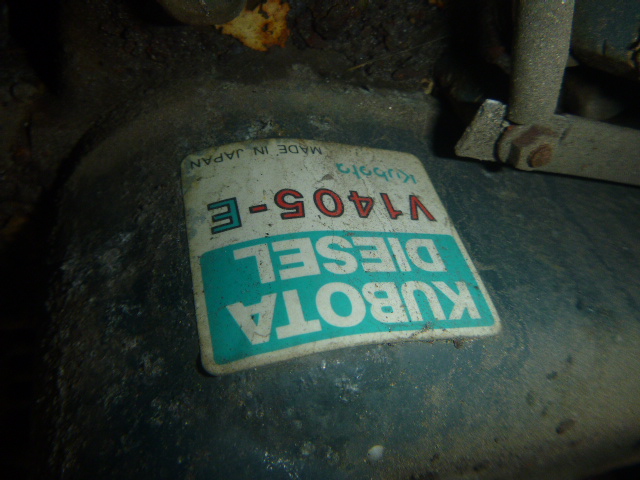 KUBOTA
DIESEL
V1405-E
Kubota
MADE IN JAPAN